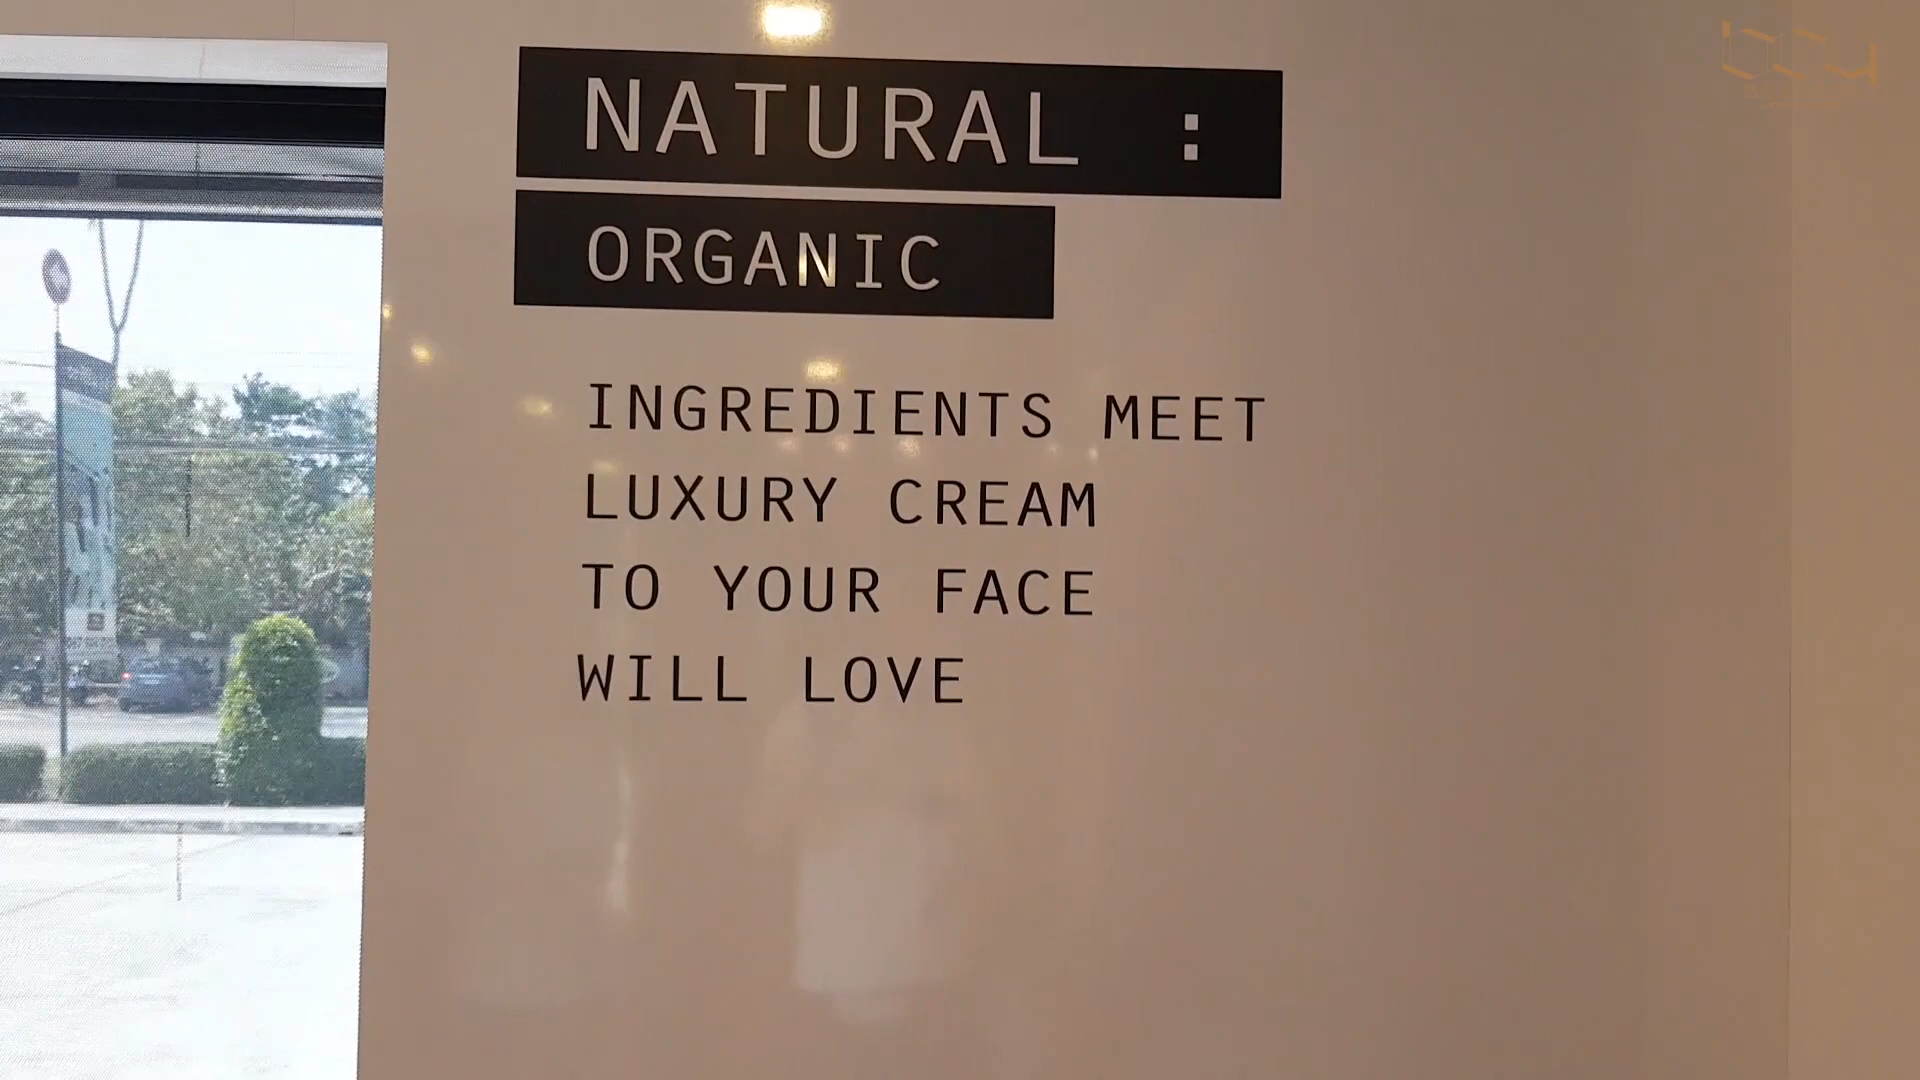 NATURAL :
ORGANIC
INGREDIENTS MEET
LUXURY CREAM
TO YOUR FACE
WILL LOVE